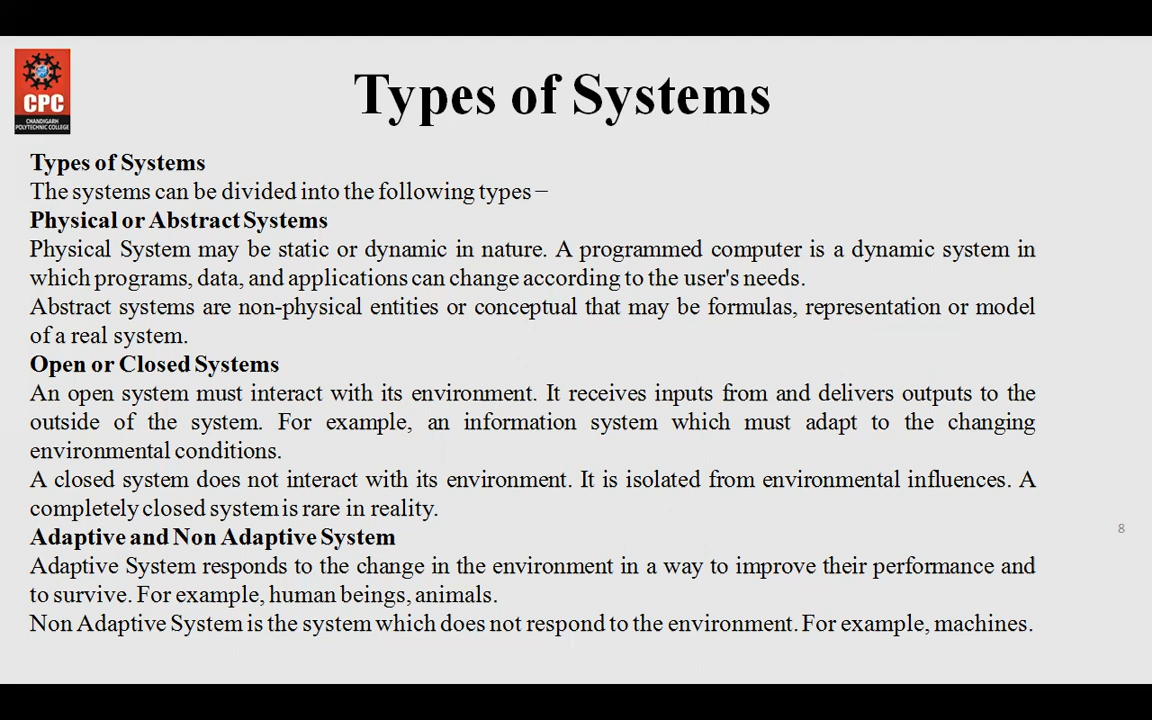 CPC
CHANDIGARH
POLYTECHNIC COLLEGE
Types of Systems
Types of Systems
The systems can be divided into the following types −
Physical or Abstract Systems
Physical System may be static or dynamic in nature. A programmed computer is a dynamic system in
which programs, data, and applications can change according to the user's needs.
Abstract systems are non-physical entities or conceptual that may be formulas, representation or model
of a real system.
Open or Closed Systems
An open system must interact with its environment. It receives inputs from and delivers outputs to the
outside of the system. For example, an information system which must adapt to the changing
environmental conditions.
A closed system does not interact with its environment. It is isolated from environmental influences. A
completely closed system is rare in reality.
Adaptive and Non Adaptive System
Adaptive System responds to the change in the environment in a way to improve their performance and
to survive. For example, human beings, animals.
Non Adaptive System is the system which does not respond to the environment. For example, machines.
8